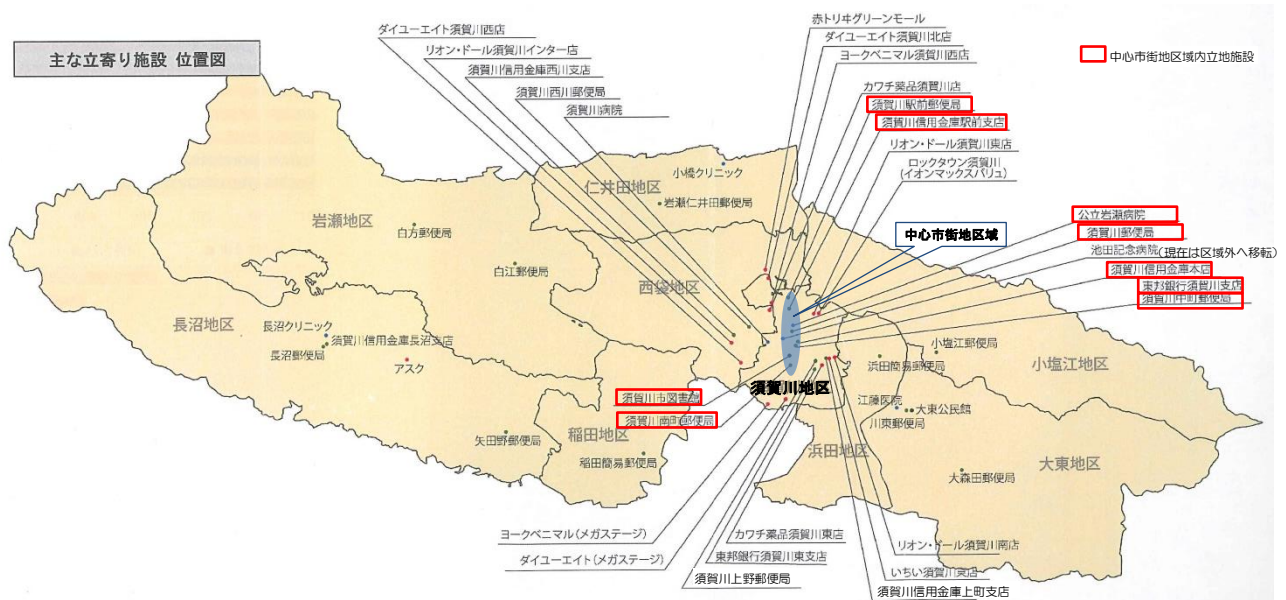 主な立寄り施設 位置図
ダイユーエイト須賀川西店
リオン・ドール須賀川インター店
須賀川信用金庫西川支店
須賀川西川郵便局
須賀川病院
赤トリヰグリーンモール
ダイユーエイト須賀川北店
ヨークベニマル須賀川西店
カワチ薬品須賀川店
須賀川駅前郵便局
須賀川信用金庫駅前支店
リオン・ドール須賀川東店
ロックタウン須賀川
(イオンマックスバリュ)
中心市街地区域内立地施設
公立岩瀬病院
須賀川郵便局
池田記念病院(現在は区域外へ移転)
須賀川信用金庫本店
東邦銀行須賀川支店
須賀川中町郵便局
中心市街地区域
仁井田地区
小橋クリニック
岩瀬仁井田郵便局
岩瀬地区
白方郵便局
白江郵便局
西袋地区
長沼地区
長沼クリニック
須賀川信用金庫長沼支店
長沼郵便局
アスク
須賀川地区
須賀川市図書館
須賀川南町郵便局
稲田地区
稲田簡易郵便局
矢田野郵便局
浜田簡易郵便局
小塩江郵便局
小塩江地区
江藤医院
大東公民館
川東郵便局
浜田地区
大東地区
大森田郵便局
ヨークベニマル(メガステージ)
ダイユーエイト(メガステージ)
カワチ薬品須賀川東店
東邦銀行須賀川東支店
須賀川上野郵便局
リオン・ドール須賀川南店
いちい須賀川東店
須賀川信用金庫上町支店